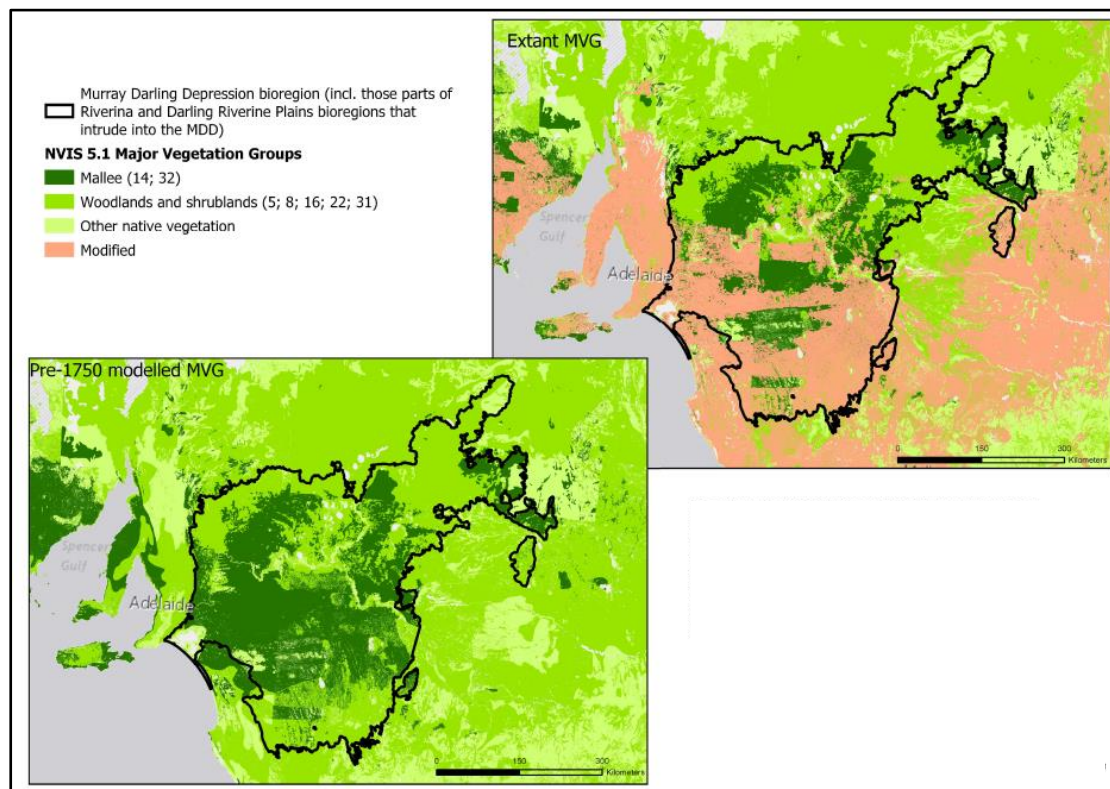 Extant MVG
Murray Darling Depression bioregion (incl. those parts of
Riverina and Darling Riverine Plains bioregions that
intrude into the MDD)
NVIS 5.1 Major Vegetation Groups
Mallee (14; 32)
Woodlands and shrublands (5; 8; 16; 22; 31)
Other native vegetation
Modified
Spencer
Gulf
Adelaide
0 150 300
Kilometers
Pre-1750 modelled MVG
Spencer
Gulf
Adelaide
0 150 300
Kilometers